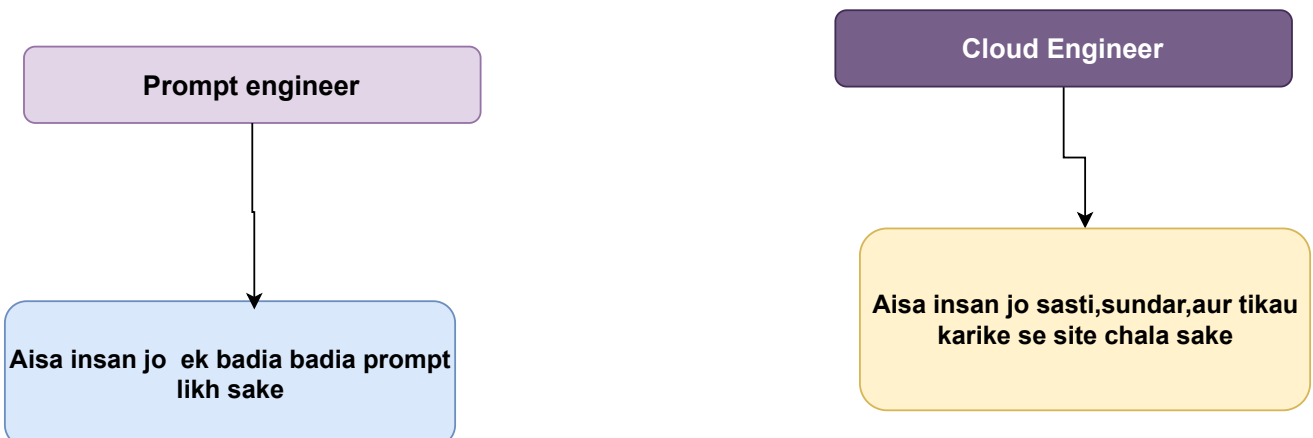 Prompt engineer
Aisa insan jo  ek badia badia prompt
likh sake
Cloud Engineer
Aisa insan jo sasti,sundar,aur tikau
karike se site chala sake